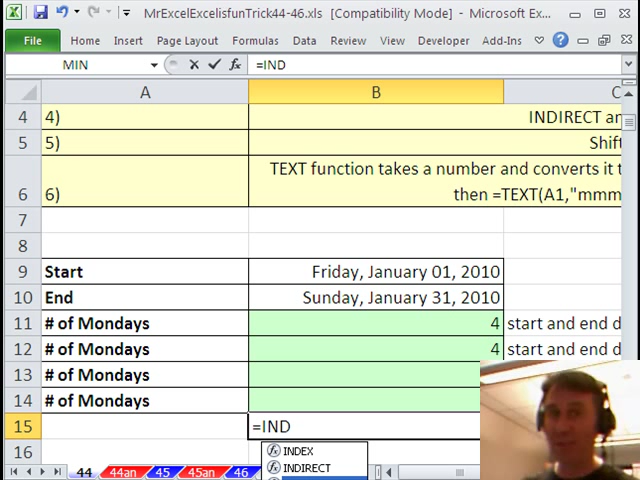 MrExcelExcelisfunTrick44-46.xls [Compatibility Mode] - Microsoft Ex...
File Home Insert Page Layout Formulas Data Review View Developer Add-Ins
MIN fx =IND
A B C
4 4) INDIRECT an
5 5) Shift
TEXT function takes a number and converts it t
6 6) then =TEXT(A1,"mmm
7
8
9 Start Friday, January 01, 2010
10 End Sunday, January 31, 2010
11 # of Mondays 4 start and end d
12 # of Mondays 4 start and end d
13 # of Mondays
14 # of Mondays
15 =IND
16 INDEX
INDIRECT
44 44an 45 45an 46